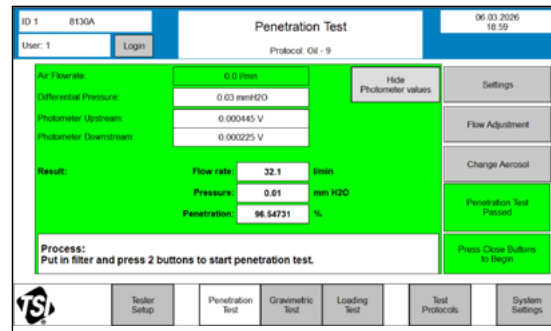 ID 1 8130A
Penetration Test
06.03.2026
18:59
User: 1
Login
Protocol: Oil - 9
Air Flowrate: 0.0 l/min
Hide
Photometer values
Settings
Differential Pressure: 0.03 mmH2O
Photometer Upstream: 0.000445 V
Flow Adjustment
Photometer Downstream: 0.000225 V
Change Aerosol
Result: Flow rate: 32.1 l/min
Pressure: 0.01 mm H2O
Penetration Test
Passed
Penetration: 96.54731 %
Process:
Put in filter and press 2 buttons to start penetration test.
Press Close Buttons
to Begin
TSI
Tester
Setup
Penetration
Test
Gravimetric
Test
Loading
Test
Test
Protocols
System
Settings